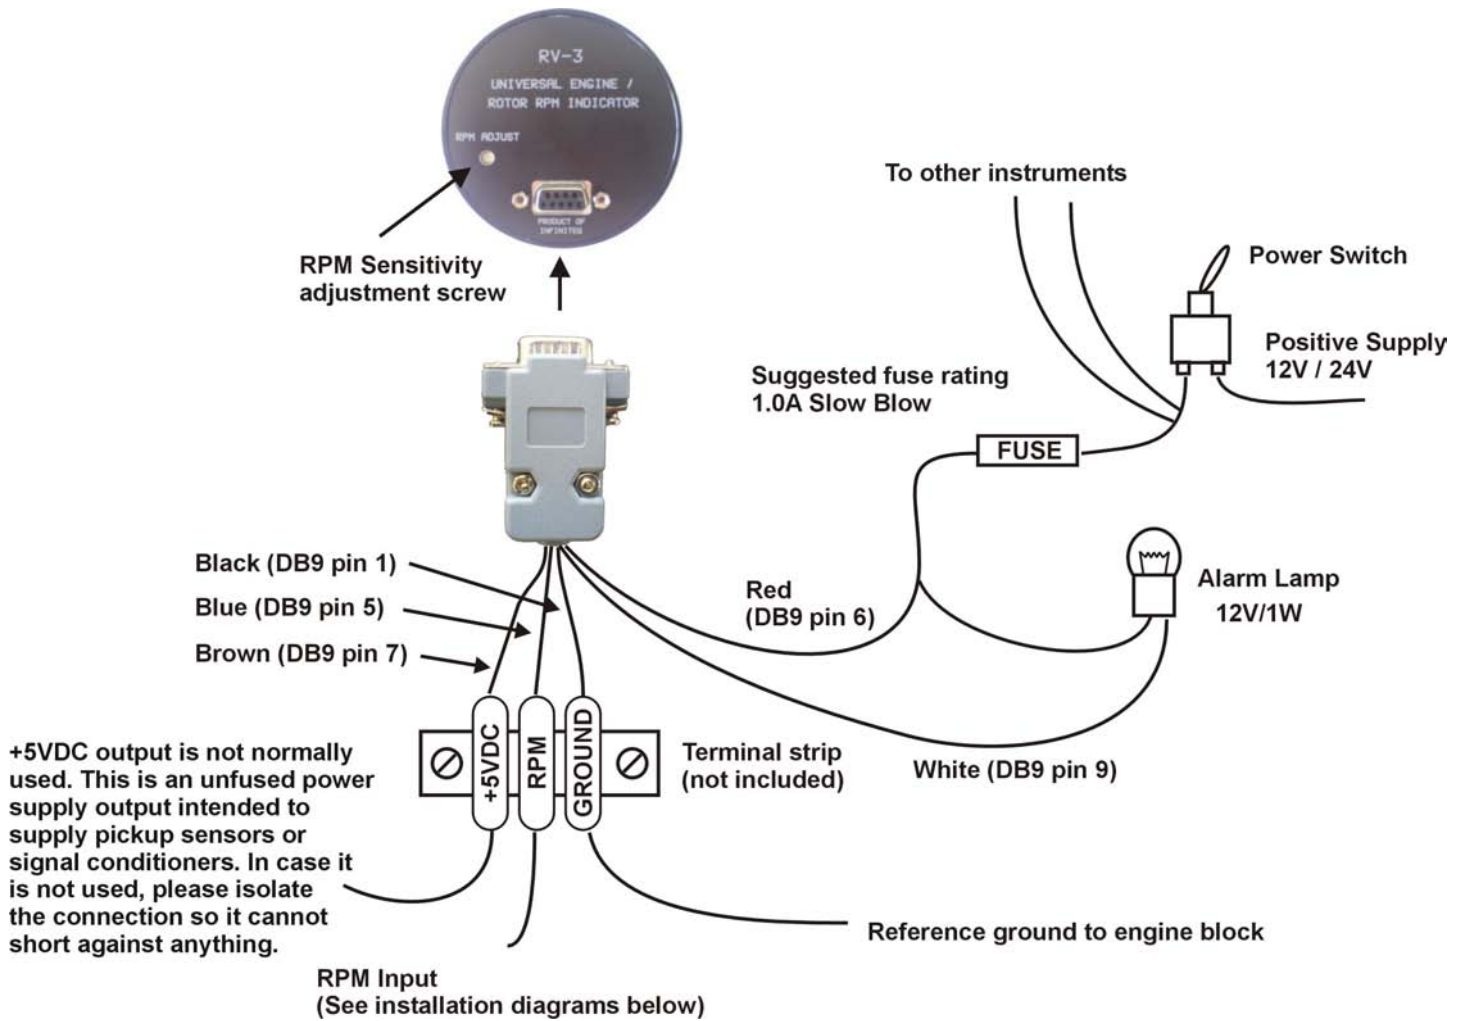 RV-3
UNIVERSAL ENGINE /
ROTOR RPM INDICATOR
RPM ADJUST
PRODUCT OF
INFINITEQ
RPM Sensitivity
adjustment screw
To other instruments
Power Switch
Positive Supply
12V / 24V
Suggested fuse rating
1.0A Slow Blow
FUSE
Alarm Lamp
12V/1W
Black (DB9 pin 1)
Blue (DB9 pin 5)
Brown (DB9 pin 7)
Red
(DB9 pin 6)
White (DB9 pin 9)
+5VDC
RPM
GROUND
Terminal strip
(not included)
+5VDC output is not normally
used. This is an unfused power
supply output intended to
supply pickup sensors or
signal conditioners. In case it
is not used, please isolate
the connection so it cannot
short against anything.
Reference ground to engine block
RPM Input
(See installation diagrams below)